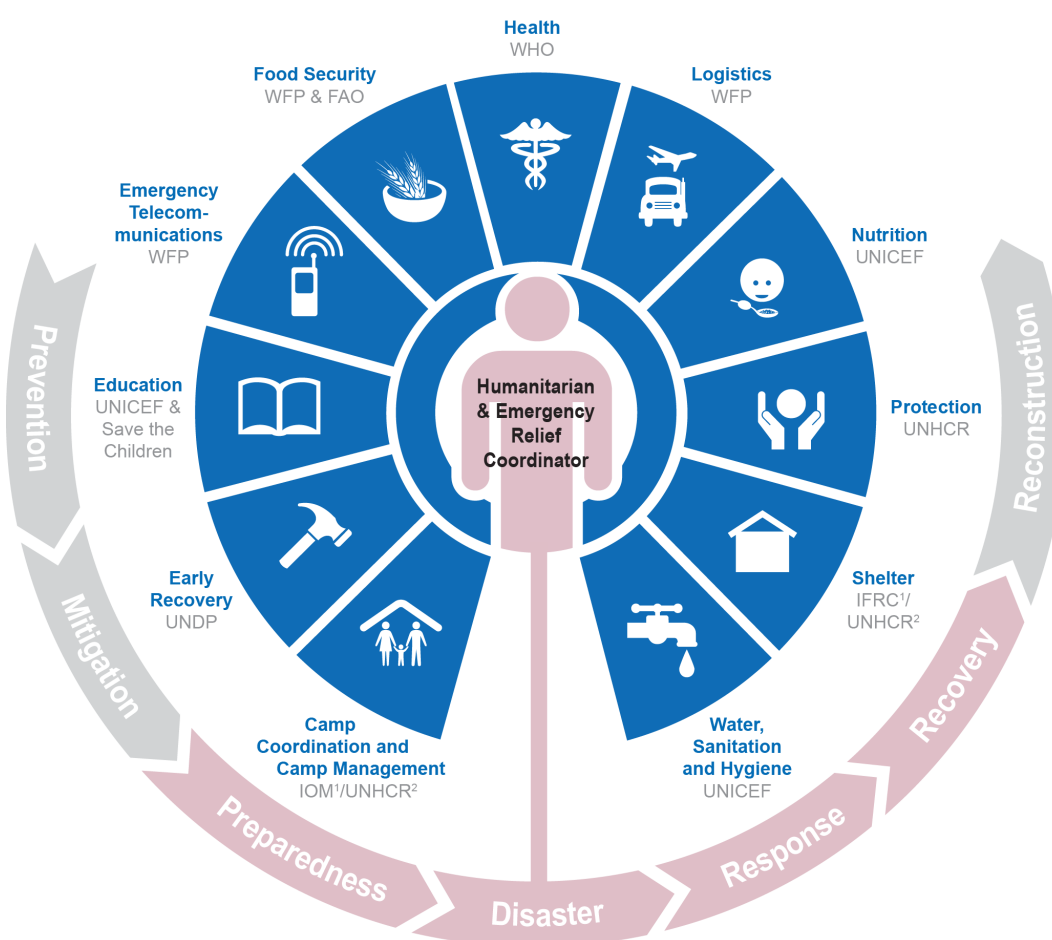 Health
WHO
Logistics
WFP
Nutrition
UNICEF
Protection
UNHCR
Shelter
IFRC¹/
UNHCR²
Water,
Sanitation
and Hygiene
UNICEF
Camp
Coordination and
Camp Management
IOM¹/UNHCR²
Early
Recovery
UNDP
Education
UNICEF &
Save the
Children
Emergency
Telecom-
munications
WFP
Food Security
WFP & FAO
Humanitarian
& Emergency
Relief
Coordinator
Prevention
Mitigation
Preparedness
Disaster
Response
Recovery
Reconstruction